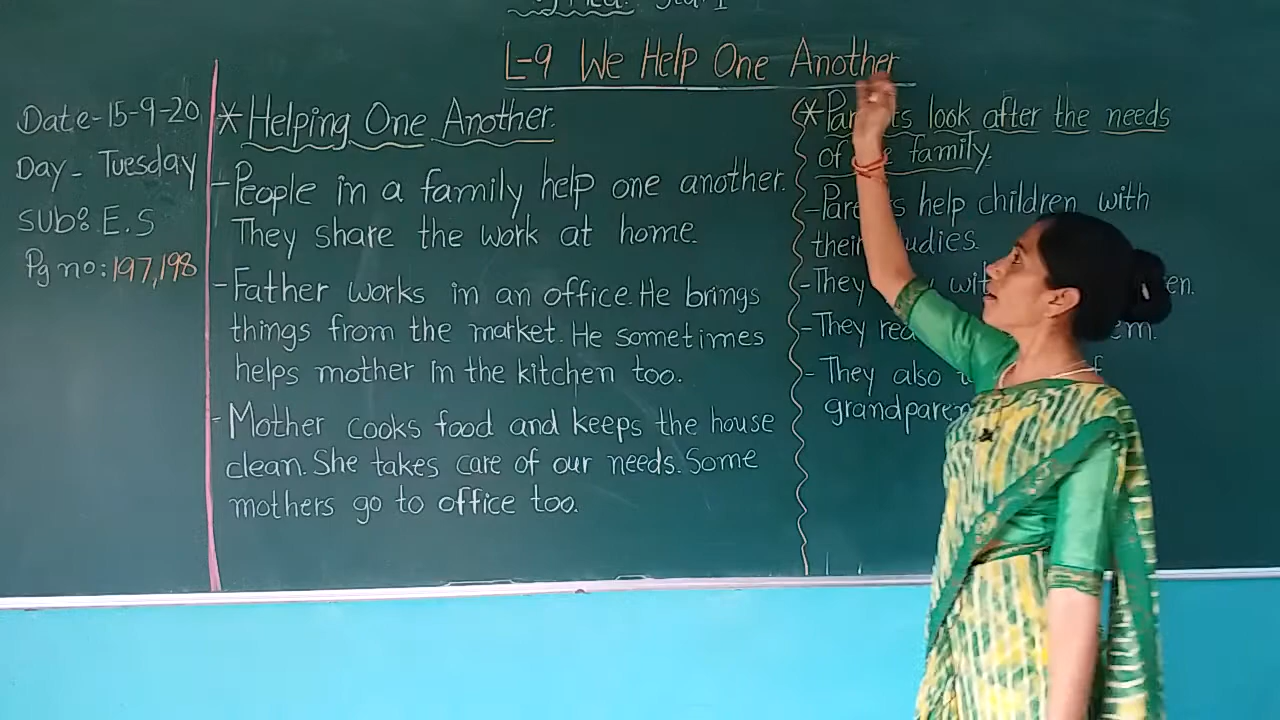 L-9 We Help One Another
Date-15-9-20
Day - Tuesday
Sub: E.S
Pg no: 197,198
* Helping One Another.
- People in a family help one another.
They share the work at home.
- Father works in an office. He brings
things from the market. He sometimes
helps mother in the kitchen too.
- Mother cooks food and keeps the house
clean. She takes care of our needs. Some
mothers go to office too.
* look after the needs
of family.
- help children with
their
- They
- They
- They also